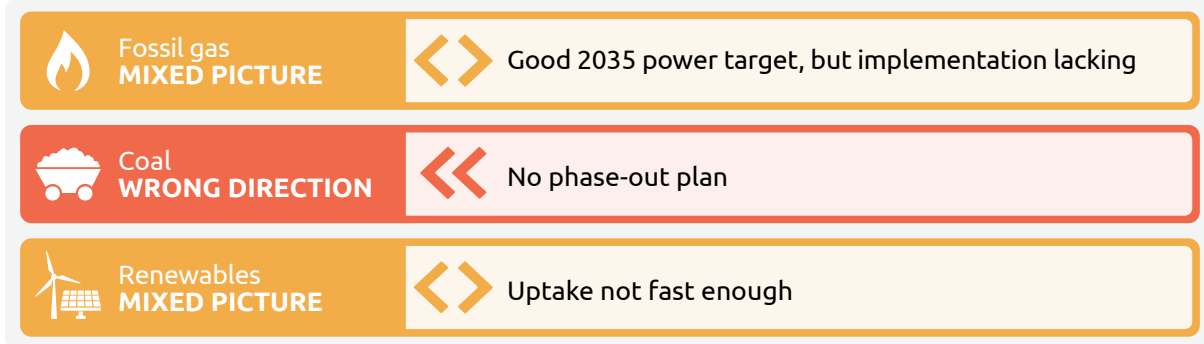 Fossil gas
MIXED PICTURE
Good 2035 power target, but implementation lacking
Coal
WRONG DIRECTION
No phase-out plan
Renewables
MIXED PICTURE
Uptake not fast enough